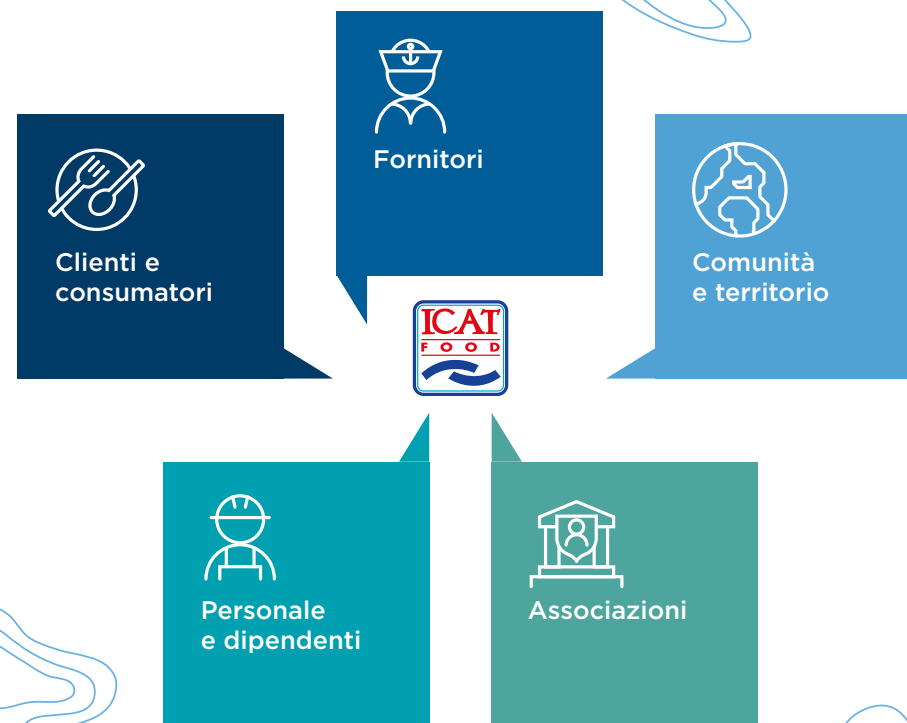 Fornitori
Clienti e
consumatori
Comunità
e territorio
ICAT
FOOD
Personale
e dipendenti
Associazioni